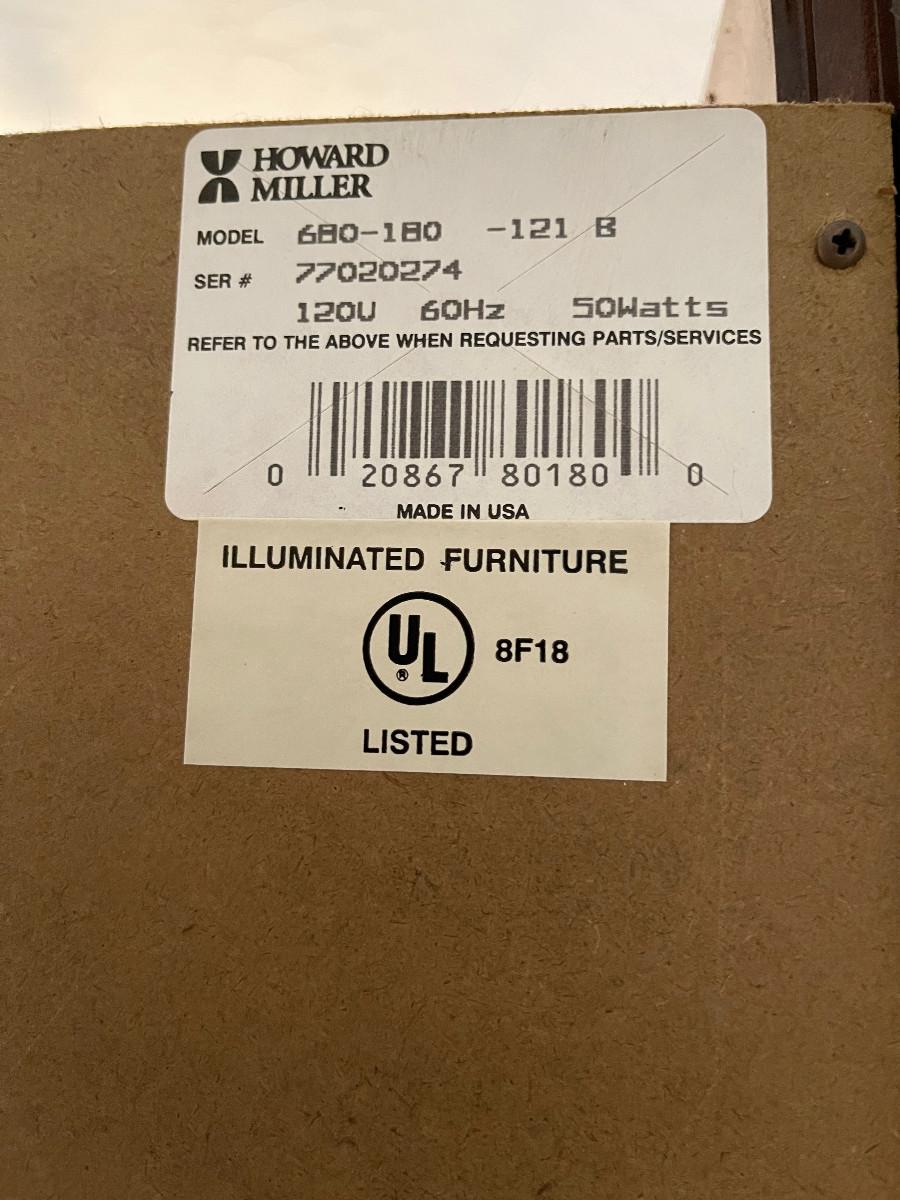 HOWARD
MILLER
MODEL 680-180 -121 B
SER # 77020274
120V 60Hz 50Watts
REFER TO THE ABOVE WHEN REQUESTING PARTS/SERVICES
0 20867 80180 0
MADE IN USA
ILLUMINATED FURNITURE
UL 8F18
®
LISTED